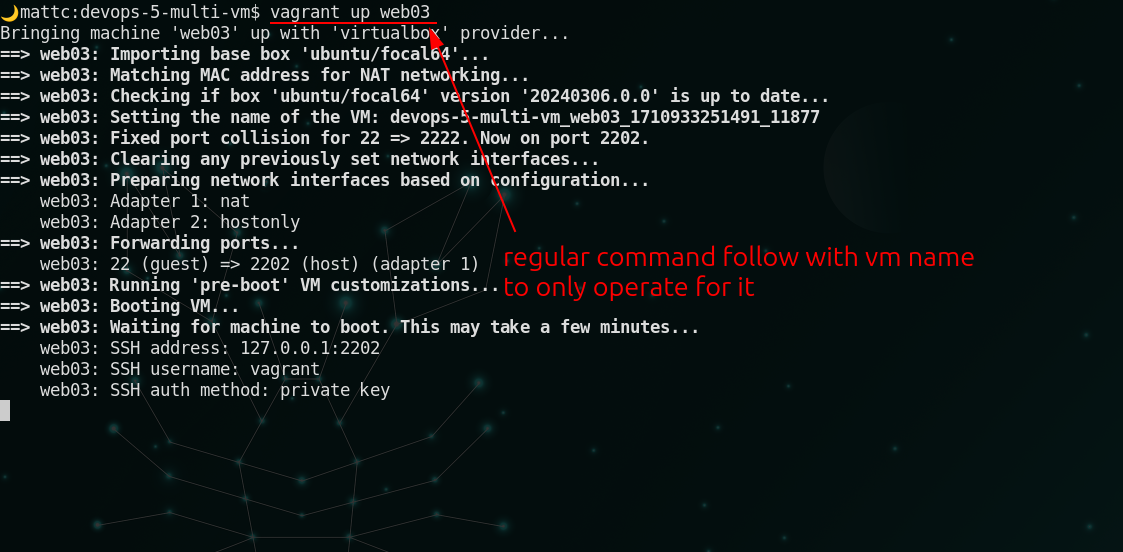 🌙mattc:devops-5-multi-vm$ vagrant up web03
Bringing machine 'web03' up with 'virtualbox' provider...
==> web03: Importing base box 'ubuntu/focal64'...
==> web03: Matching MAC address for NAT networking...
==> web03: Checking if box 'ubuntu/focal64' version '20240306.0.0' is up to date...
==> web03: Setting the name of the VM: devops-5-multi-vm_web03_1710933251491_11877
==> web03: Fixed port collision for 22 => 2222. Now on port 2202.
==> web03: Clearing any previously set network interfaces...
==> web03: Preparing network interfaces based on configuration...
    web03: Adapter 1: nat
    web03: Adapter 2: hostonly
==> web03: Forwarding ports...
    web03: 22 (guest) => 2202 (host) (adapter 1)
==> web03: Running 'pre-boot' VM customizations...
==> web03: Booting VM...
==> web03: Waiting for machine to boot. This may take a few minutes...
    web03: SSH address: 127.0.0.1:2202
    web03: SSH username: vagrant
    web03: SSH auth method: private key
regular command follow with vm name
to only operate for it